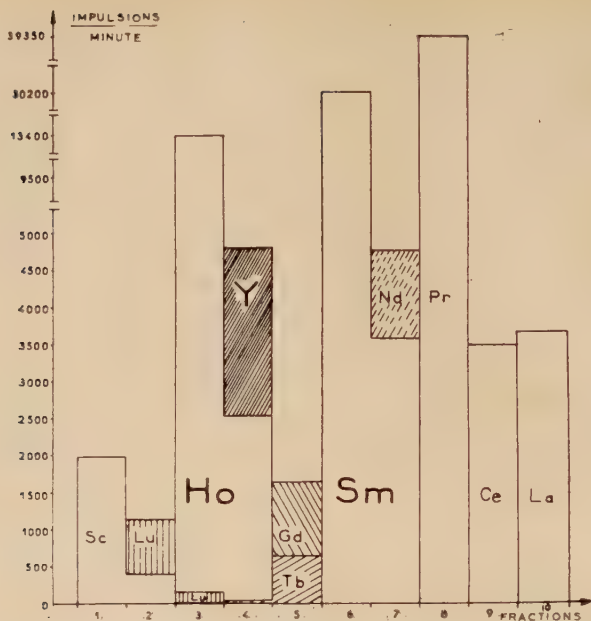 IMPULSIONS
MINUTE
39350
30200
13400
9500
5000
4500
4000
3500
3000
2500
2000
1500
1000
500
0
Y
Nd
Pr
Ho
Sm
Sc
Lu
Gd
Ce
La
Lu
Tb
1 2 3 4 5 6 7 8 9 10
FRACTIONS